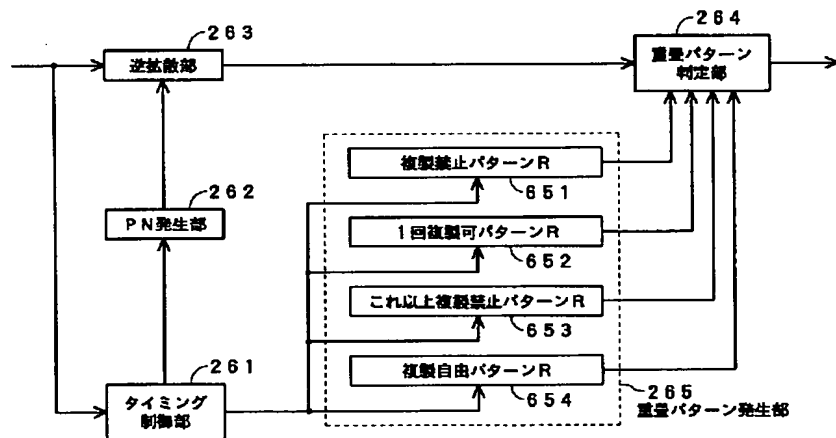 263
逆拡散部
264
重畳パターン
判定部
複製禁止パターンR
651
262
PN発生部
1回複製可パターンR
652
これ以上複製禁止パターンR
653
261
タイミング
制御部
複製自由パターンR
654
265
重畳パターン発生部